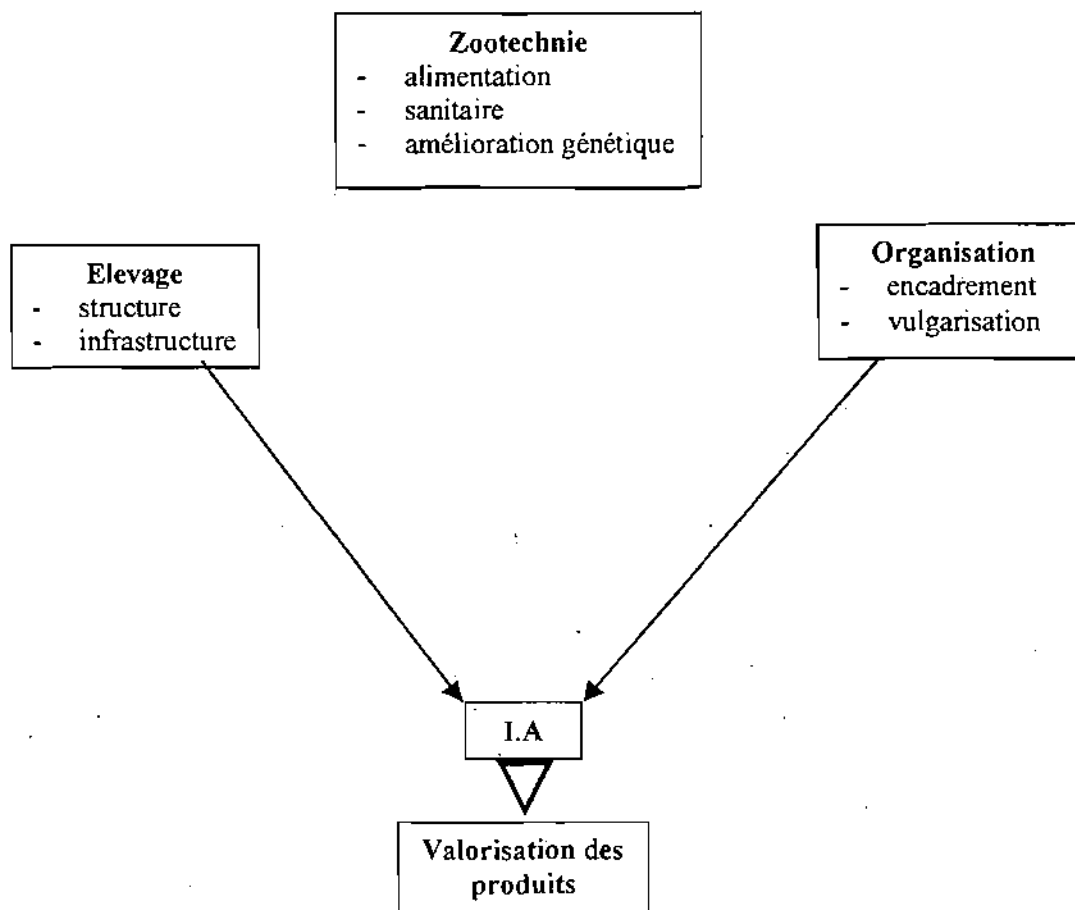 Zootechnie
- alimentation
- sanitaire
- amélioration génétique
Elevage
- structure
- infrastructure
Organisation
- encadrement
- vulgarisation
I.A
Valorisation des
produits